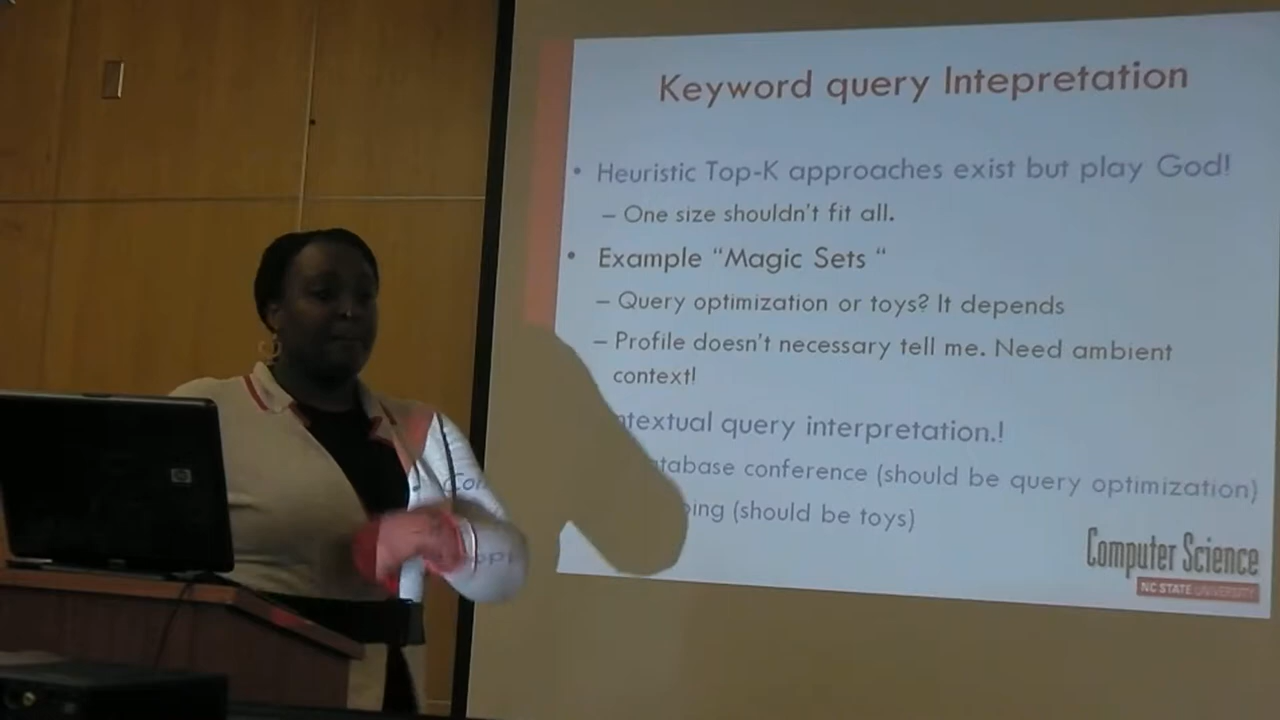 Keyword query Intepretation
• Heuristic Top-K approaches exist but play God!
– One size shouldn't fit all.
• Example “Magic Sets “
– Query optimization or toys? It depends
– Profile doesn't necessary tell me. Need ambient
context!
ntextual query interpretation.!
tabase conference (should be query optimization)
ping (should be toys)
Computer Science
NC STATE UNIVERSITY
hp